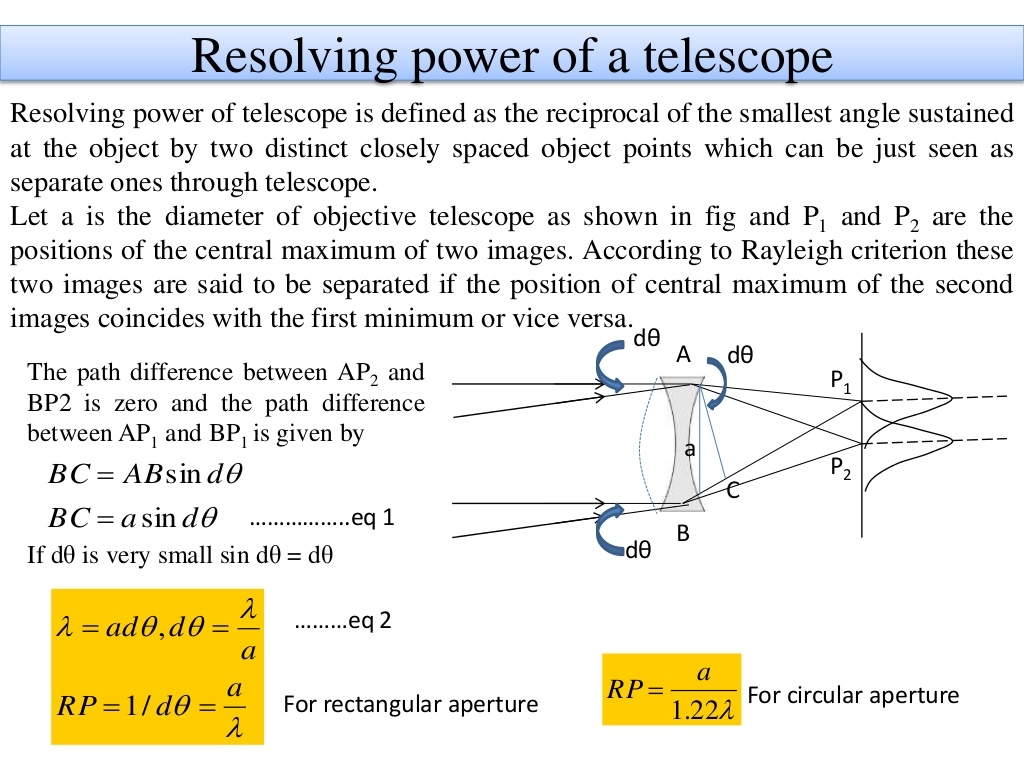 Resolving power of a telescope
Resolving power of telescope is defined as the reciprocal of the smallest angle sustained
at the object by two distinct closely spaced object points which can be just seen as
separate ones through telescope.
Let a is the diameter of objective telescope as shown in fig and P₁ and P₂ are the
positions of the central maximum of two images. According to Rayleigh criterion these
two images are said to be separated if the position of central maximum of the second
images coincides with the first minimum or vice versa.
The path difference between AP₂ and
BP2 is zero and the path difference
between AP₁ and BP₁ is given by
BC = AB sin dθ
BC = a sin dθ ……………..eq 1
If dθ is very small sin dθ = dθ
dθ
A
dθ
P₁
a
P₂
C
B
dθ
λ = adθ, dθ = λ/a ………eq 2
RP = 1/dθ = a/λ For rectangular aperture
RP = a/1.22λ For circular aperture